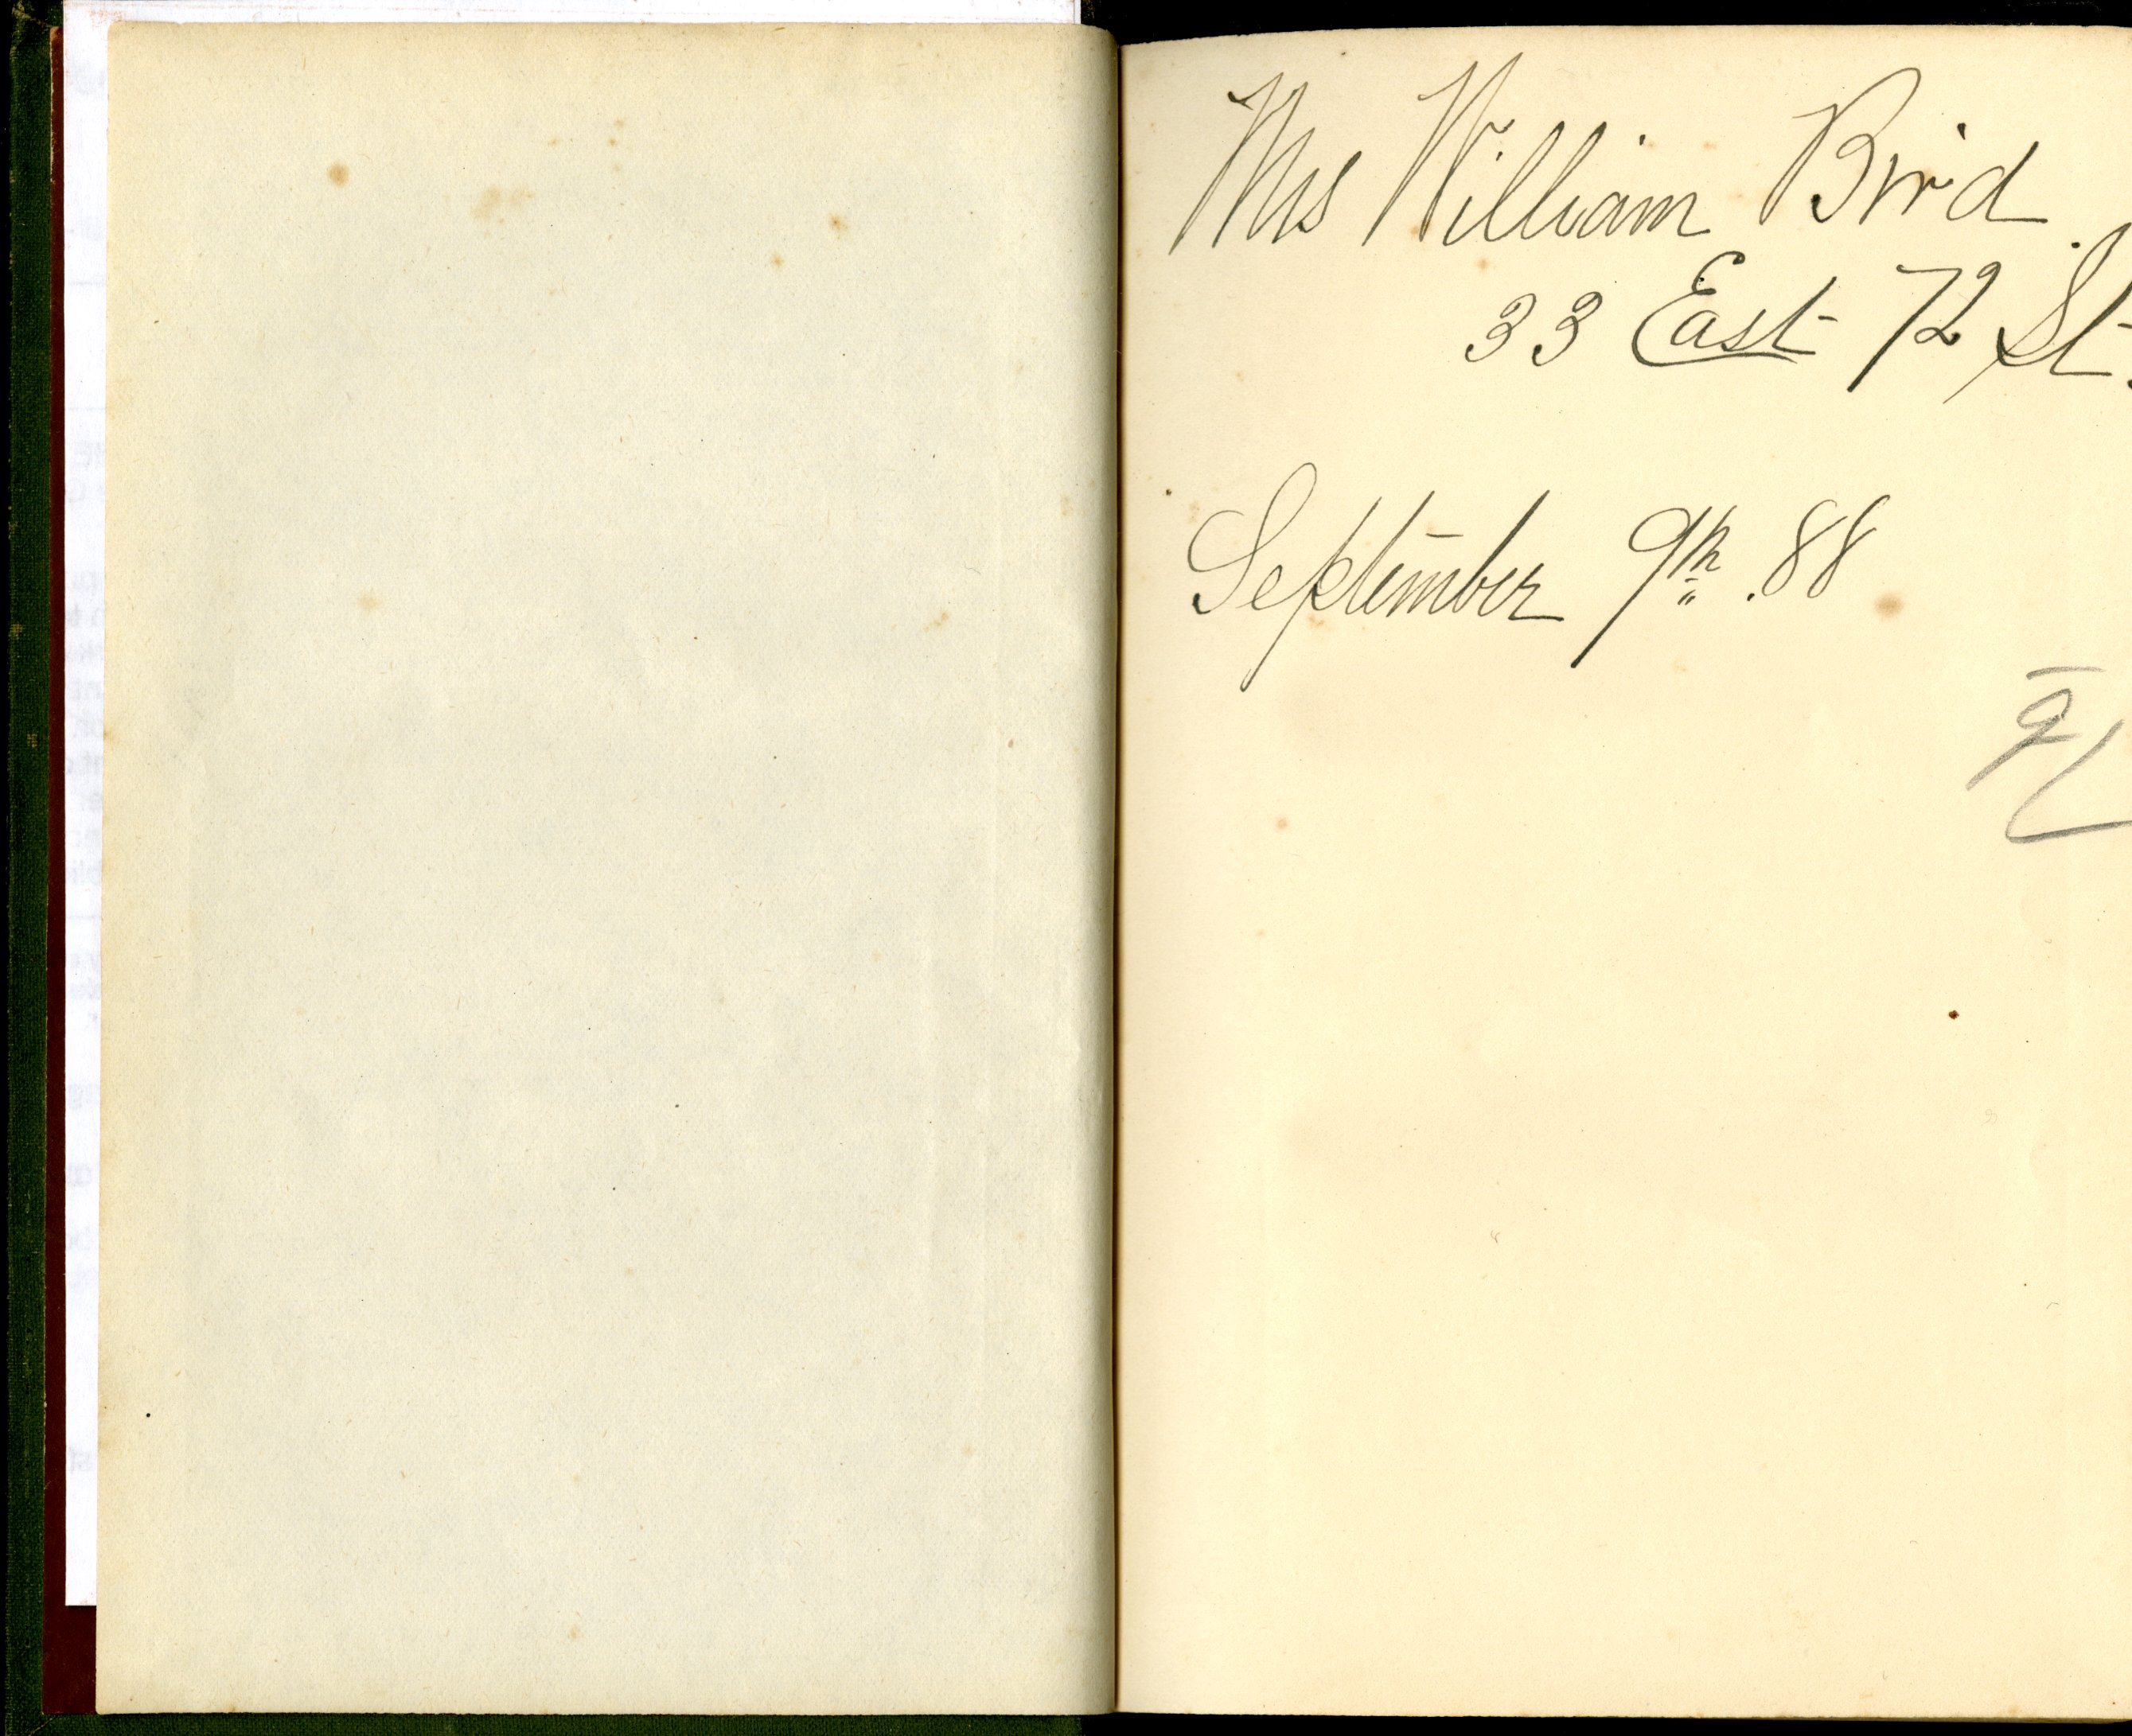 Mrs William Bird.
33 East 72 St.
September 9th. 88